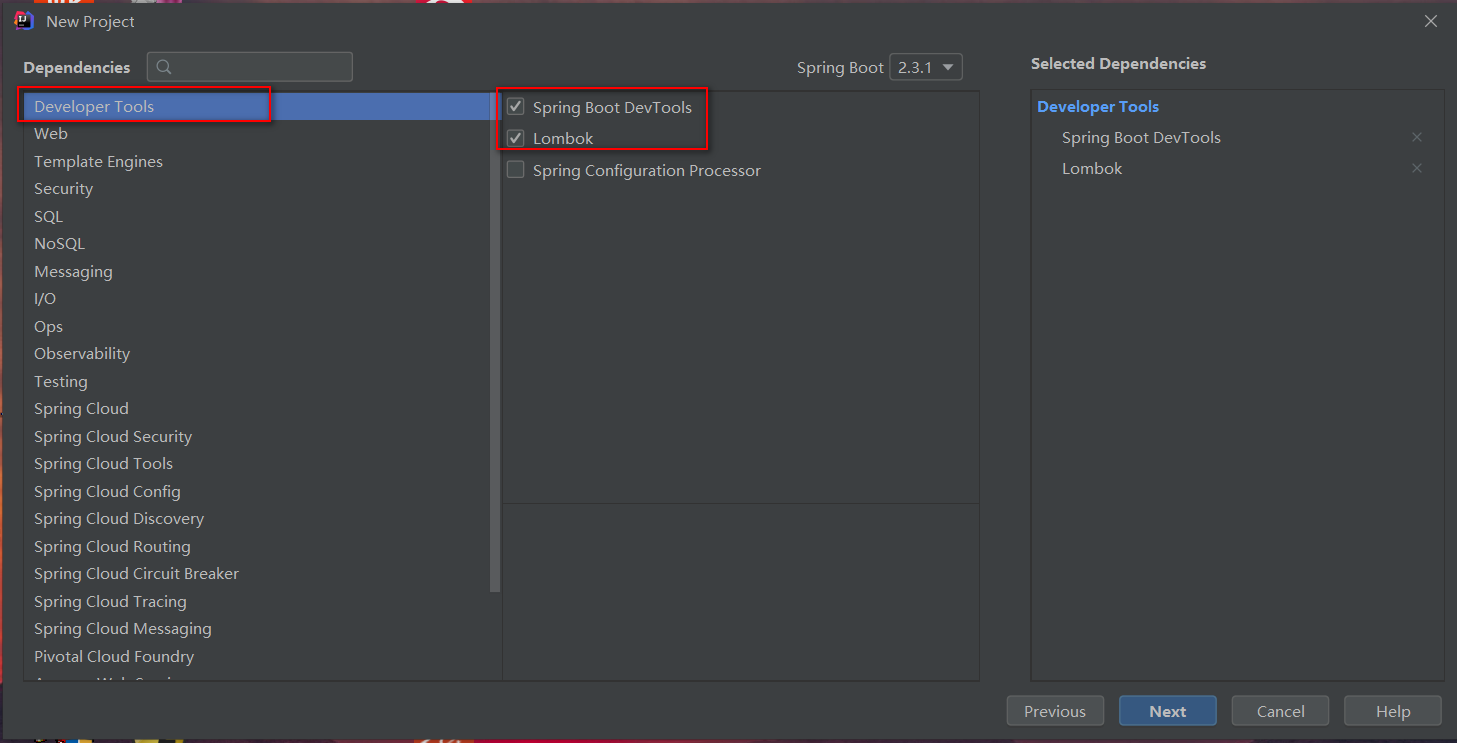 New Project
Dependencies
Spring Boot 2.3.1
Selected Dependencies
Developer Tools
Web
Template Engines
Security
SQL
NoSQL
Messaging
I/O
Ops
Observability
Testing
Spring Cloud
Spring Cloud Security
Spring Cloud Tools
Spring Cloud Config
Spring Cloud Discovery
Spring Cloud Routing
Spring Cloud Circuit Breaker
Spring Cloud Tracing
Spring Cloud Messaging
Pivotal Cloud Foundry
Spring Boot DevTools
Lombok
Spring Configuration Processor
Developer Tools
Spring Boot DevTools
Lombok
Previous
Next
Cancel
Help